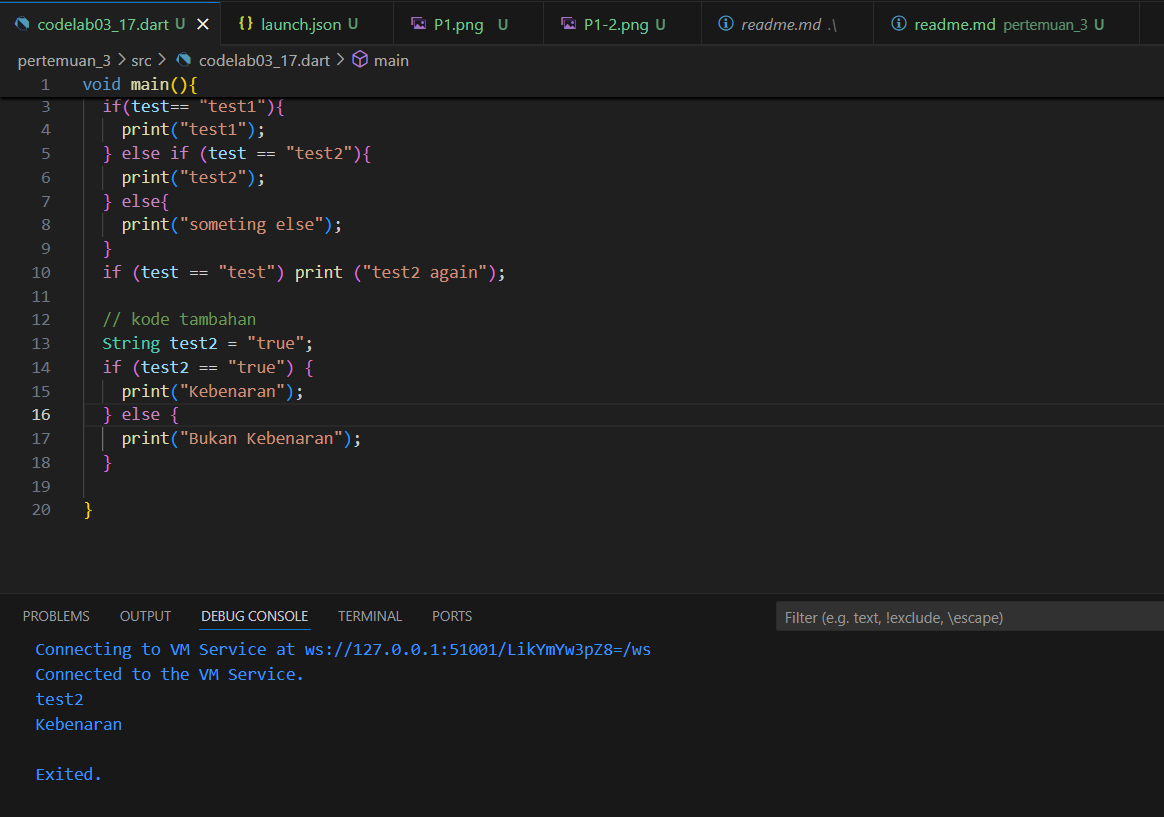 codelab03_17.dart U launch.json U P1.png U P1-2.png U readme.md .\ readme.md pertemuan_3 U
pertemuan_3 > src > codelab03_17.dart > main
1 void main(){
3 if(test== "test1"){
4 print("test1");
5 } else if (test == "test2"){
6 print("test2");
7 } else{
8 print("someting else");
9 }
10 if (test == "test") print ("test2 again");
11
12 // kode tambahan
13 String test2 = "true";
14 if (test2 == "true") {
15 print("Kebenaran");
16 } else {
17 print("Bukan Kebenaran");
18 }
19
20 }
PROBLEMS OUTPUT DEBUG CONSOLE TERMINAL PORTS Filter (e.g. text, !exclude, \escape)
Connecting to VM Service at ws://127.0.0.1:51001/LikYmYw3pZ8=/ws
Connected to the VM Service.
test2
Kebenaran
Exited.